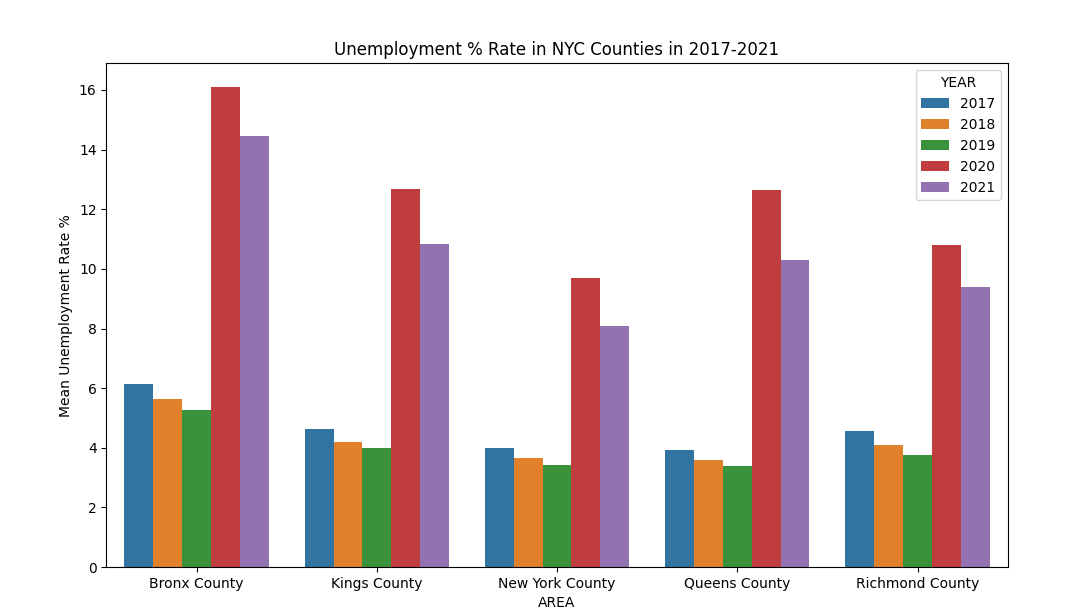 Unemployment % Rate in NYC Counties in 2017-2021
YEAR
2017
2018
2019
2020
2021
Mean Unemployment Rate %
16
14
12
10
8
6
4
2
0
Bronx County
Kings County
New York County
Queens County
Richmond County
AREA